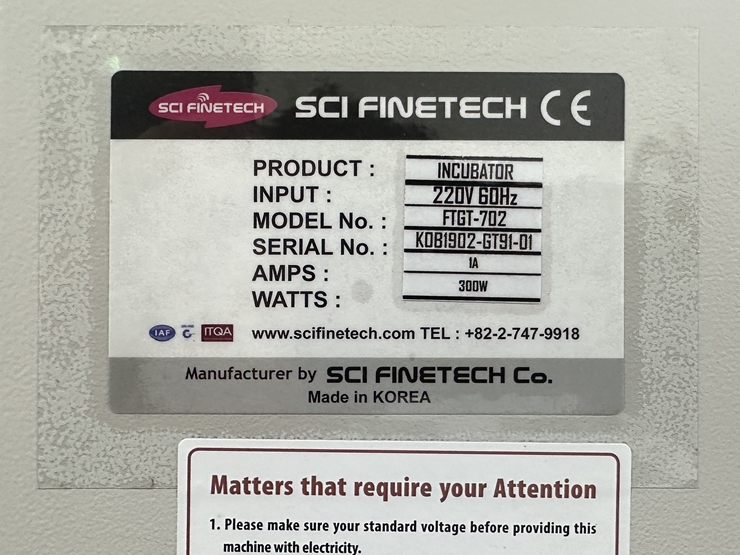 SCI FINETECH SCI FINETECH CE
PRODUCT : INCUBATOR
INPUT : 220V 60Hz
MODEL No. : FTGT-702
SERIAL No. : KOB1902-GT91-01
AMPS : 1A
WATTS : 300W
IAF ITQA www.scifinetech.com TEL : +82-2-747-9918
Manufacturer by SCI FINETECH Co.
Made in KOREA
Matters that require your Attention
1. Please make sure your standard voltage before providing this
machine with electricity.